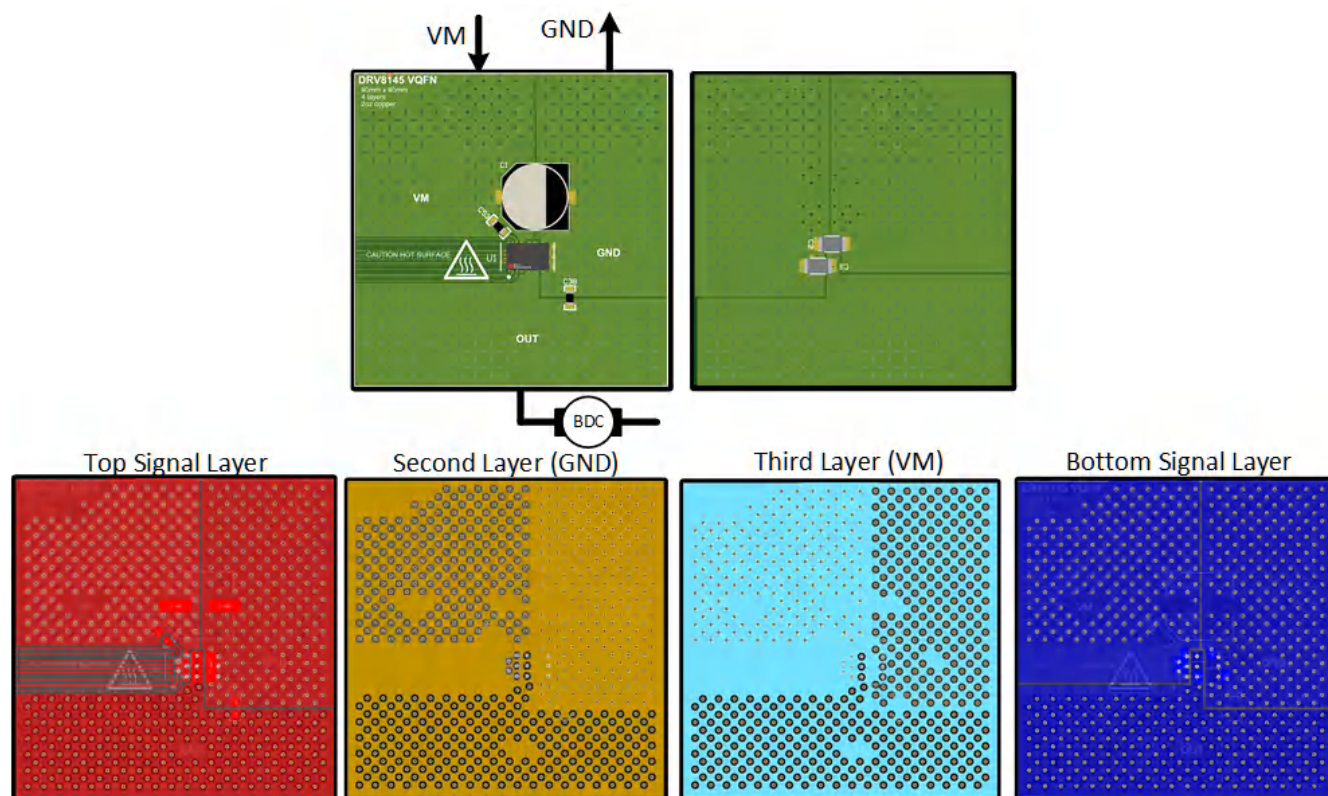 VM
GND
DRV8145 VQFN
40mm x 40mm
4 layers
2oz copper
C1
VM
GND
CAUTION HOT SURFACE
U1
C38
OUT
BDC
Top Signal Layer
Second Layer (GND)
Third Layer (VM)
Bottom Signal Layer